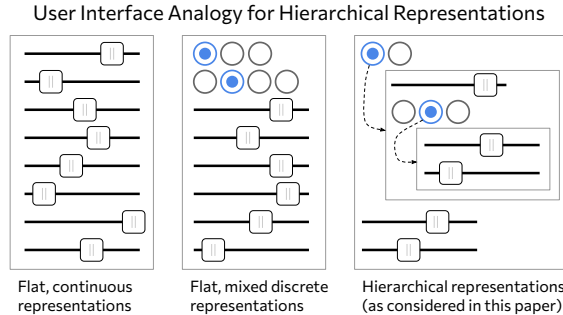 User Interface Analogy for Hierarchical Representations
Flat, continuous
representations
Flat, mixed discrete
representations
Hierarchical representations
(as considered in this paper)